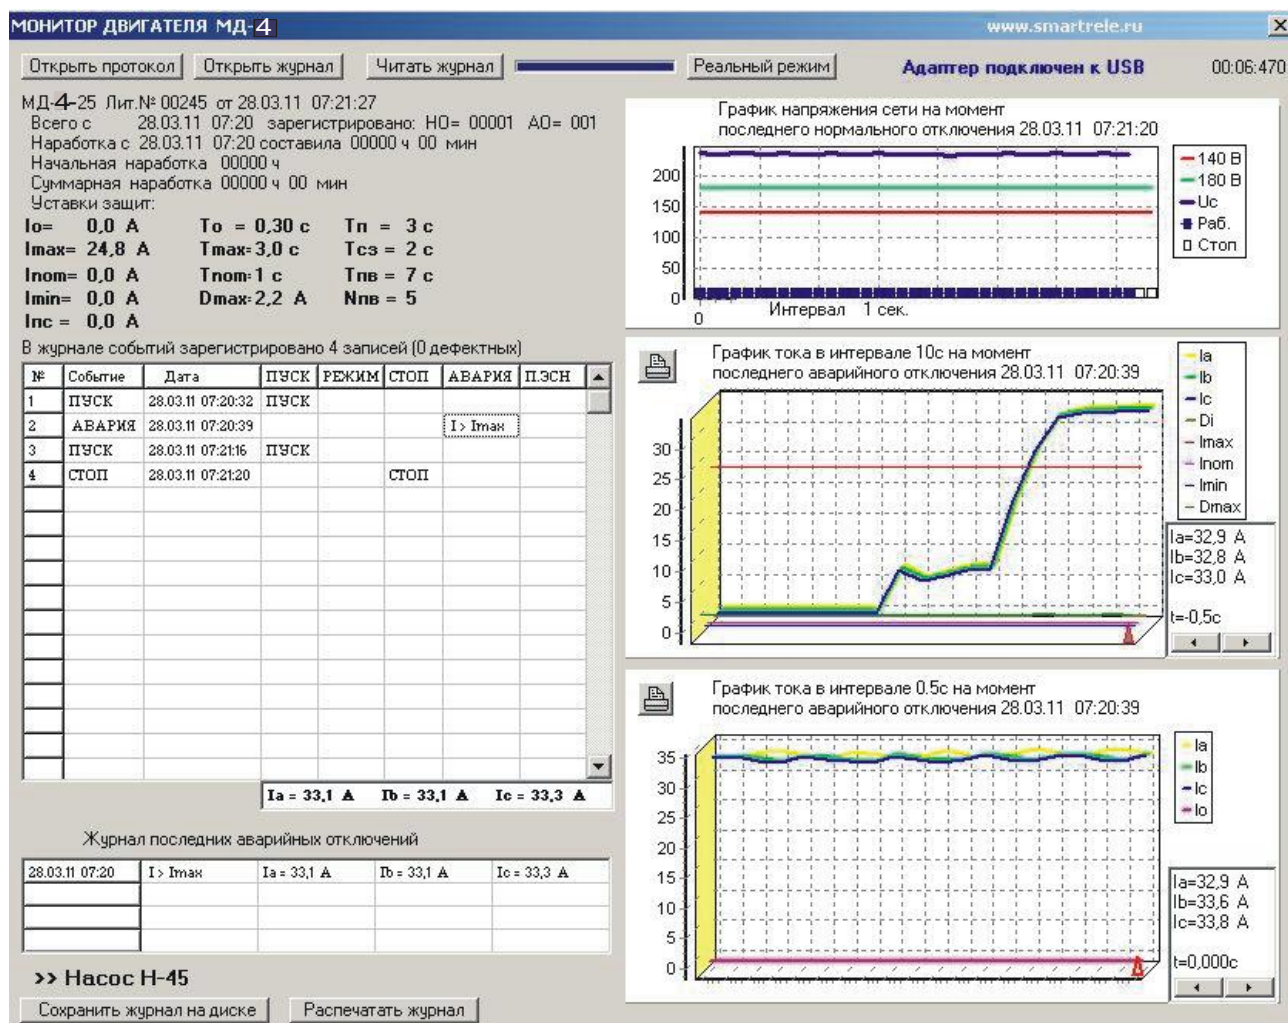 МОНИТОР ДВИГАТЕЛЯ МД-4 www.smartrele.ru
Открыть протокол Открыть журнал Читать журнал Реальный режим Адаптер подключен к USB 00:06:470
МД-4-25 Лит.№ 00245 от 28.03.11 07:21:27
Всего с 28.03.11 07:20 зарегистрировано: НО= 00001 АО= 001
Наработка с 28.03.11 07:20 составила 00000 ч 00 мин
Начальная наработка 00000 ч
Суммарная наработка 00000 ч 00 мин
Уставки защит:
Io= 0,0 А To = 0,30 с Тп = 3 с
Imax= 24,8 А Tmax= 3,0 с Тсз = 2 с
Inom= 0,0 А Tnom= 1 с Тпв = 7 с
Imin= 0,0 А Dmax= 2,2 А Nпв = 5
Iпс = 0,0 А
В журнале событий зарегистрировано 4 записей (0 дефектных)
№ Событие Дата ПУСК РЕЖИМ СТОП АВАРИЯ П.ЭСН
1 ПУСК 28.03.11 07:20:32 ПУСК
2 АВАРИЯ 28.03.11 07:20:39 I > Imax
3 ПУСК 28.03.11 07:21:16 ПУСК
4 СТОП 28.03.11 07:21:20 СТОП
Ia = 33,1 А Ib = 33,1 А Ic = 33,3 А
Журнал последних аварийных отключений
28.03.11 07:20 I > Imax Ia = 33,1 А Ib = 33,1 А Ic = 33,3 А
>> Насос Н-45
Сохранить журнал на диске Распечатать журнал
График напряжения сети на момент
последнего нормального отключения 28.03.11 07:21:20
200
150
100
50
0
0
Интервал 1 сек.
140 В
180 В
Uc
Раб.
Стоп
График тока в интервале 10с на момент
последнего аварийного отключения 28.03.11 07:20:39
30
25
20
15
10
5
0
Ia
Ib
Ic
Di
Imax
Inom
Imin
Dmax
Ia=32,9 А
Ib=32,8 А
Ic=33,0 А
t=-0,5с
График тока в интервале 0.5с на момент
последнего аварийного отключения 28.03.11 07:20:39
35
30
20
15
10
5
0
Ia
Ib
Ic
Io
Ia=32,9 А
Ib=33,6 А
Ic=33,8 А
t=0,000с